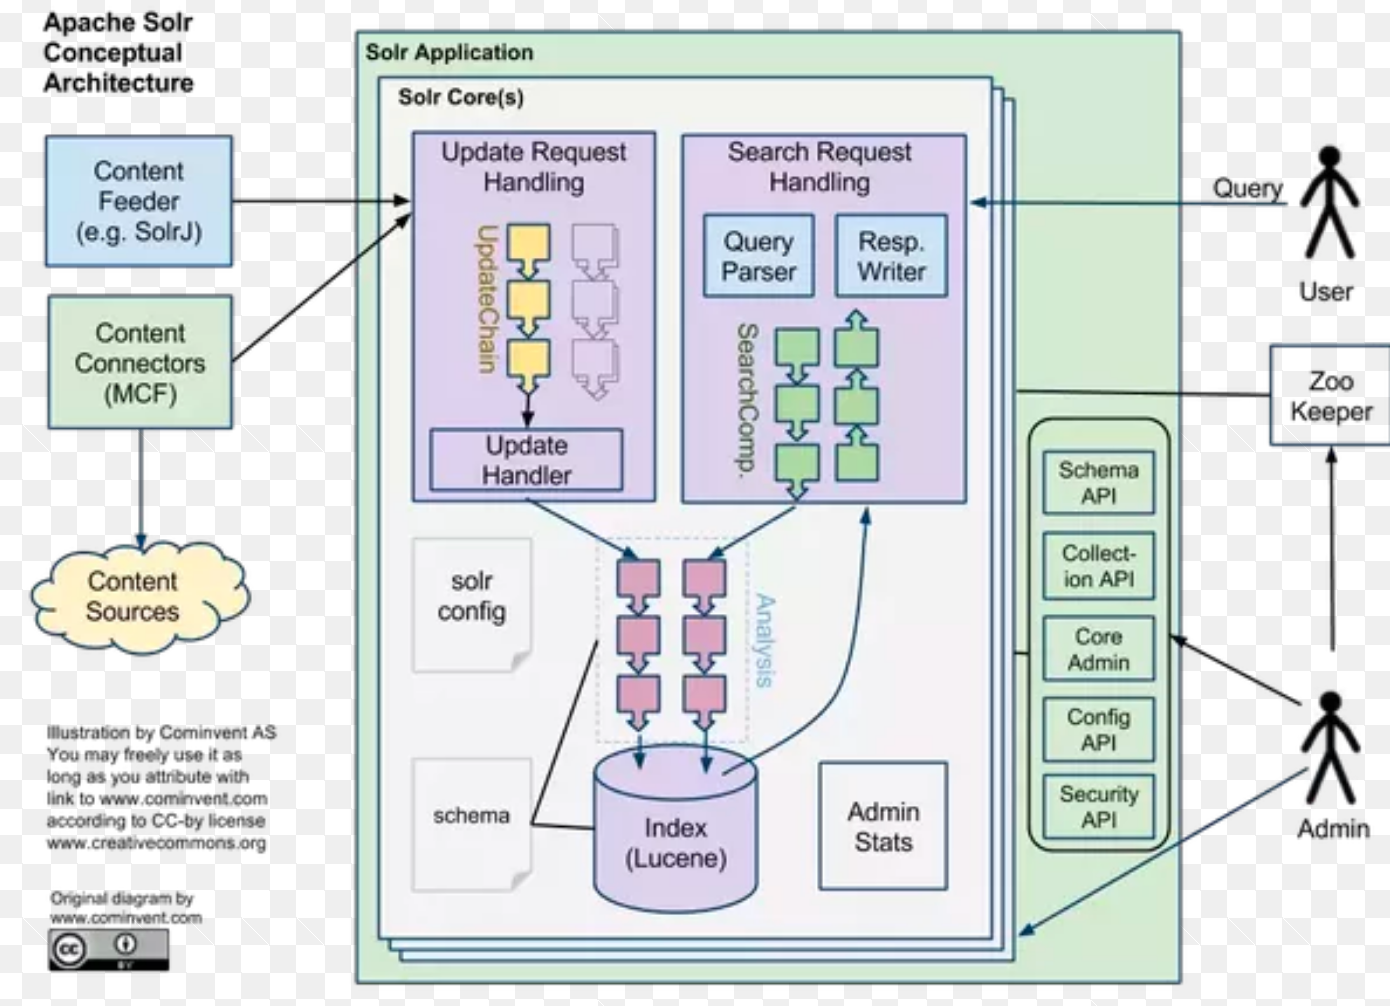 Apache Solr
Conceptual
Architecture
Solr Application
Solr Core(s)
Content
Feeder
(e.g. SolrJ)
Content
Connectors
(MCF)
Content
Sources
Update Request
Handling
UpdateChain
Update
Handler
Search Request
Handling
Query
Parser
Resp.
Writer
SearchComp.
Query
User
Zoo
Keeper
solr
config
Analysis
schema
Index
(Lucene)
Admin
Stats
Schema
API
Collect-
ion API
Core
Admin
Config
API
Security
API
Admin
Illustration by Cominvent AS
You may freely use it as
long as you attribute with
link to www.cominvent.com
according to CC-by license
www.creativecommons.org
Original diagram by
www.cominvent.com
cc
BY